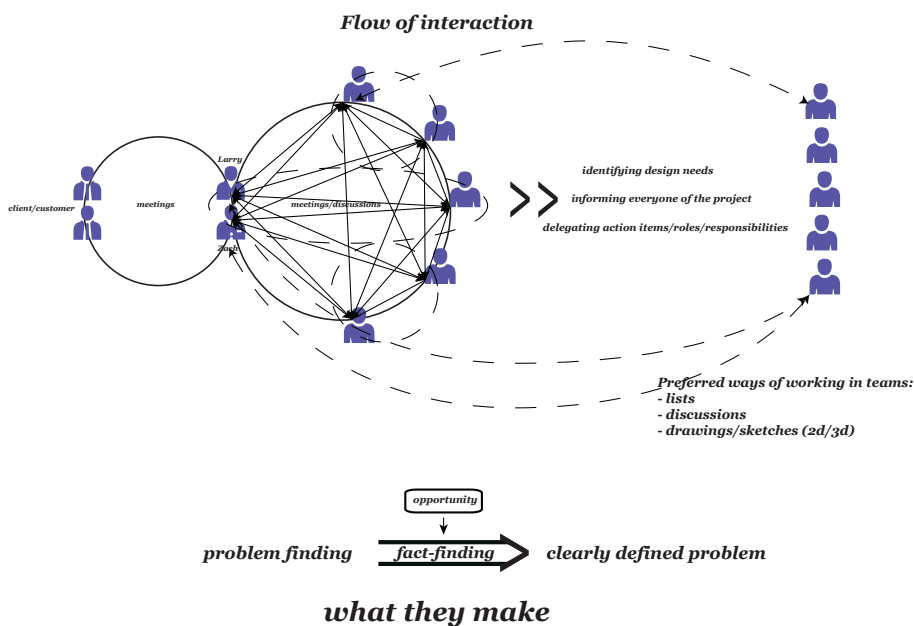 Flow of interaction
Larry
client/customer
meetings
meetings/discussions
Zach
identifying design needs
informing everyone of the project
delegating action items/roles/responsibilities
Preferred ways of working in teams:
- lists
- discussions
- drawings/sketches (2d/3d)
opportunity
problem finding
fact-finding
clearly defined problem
what they make